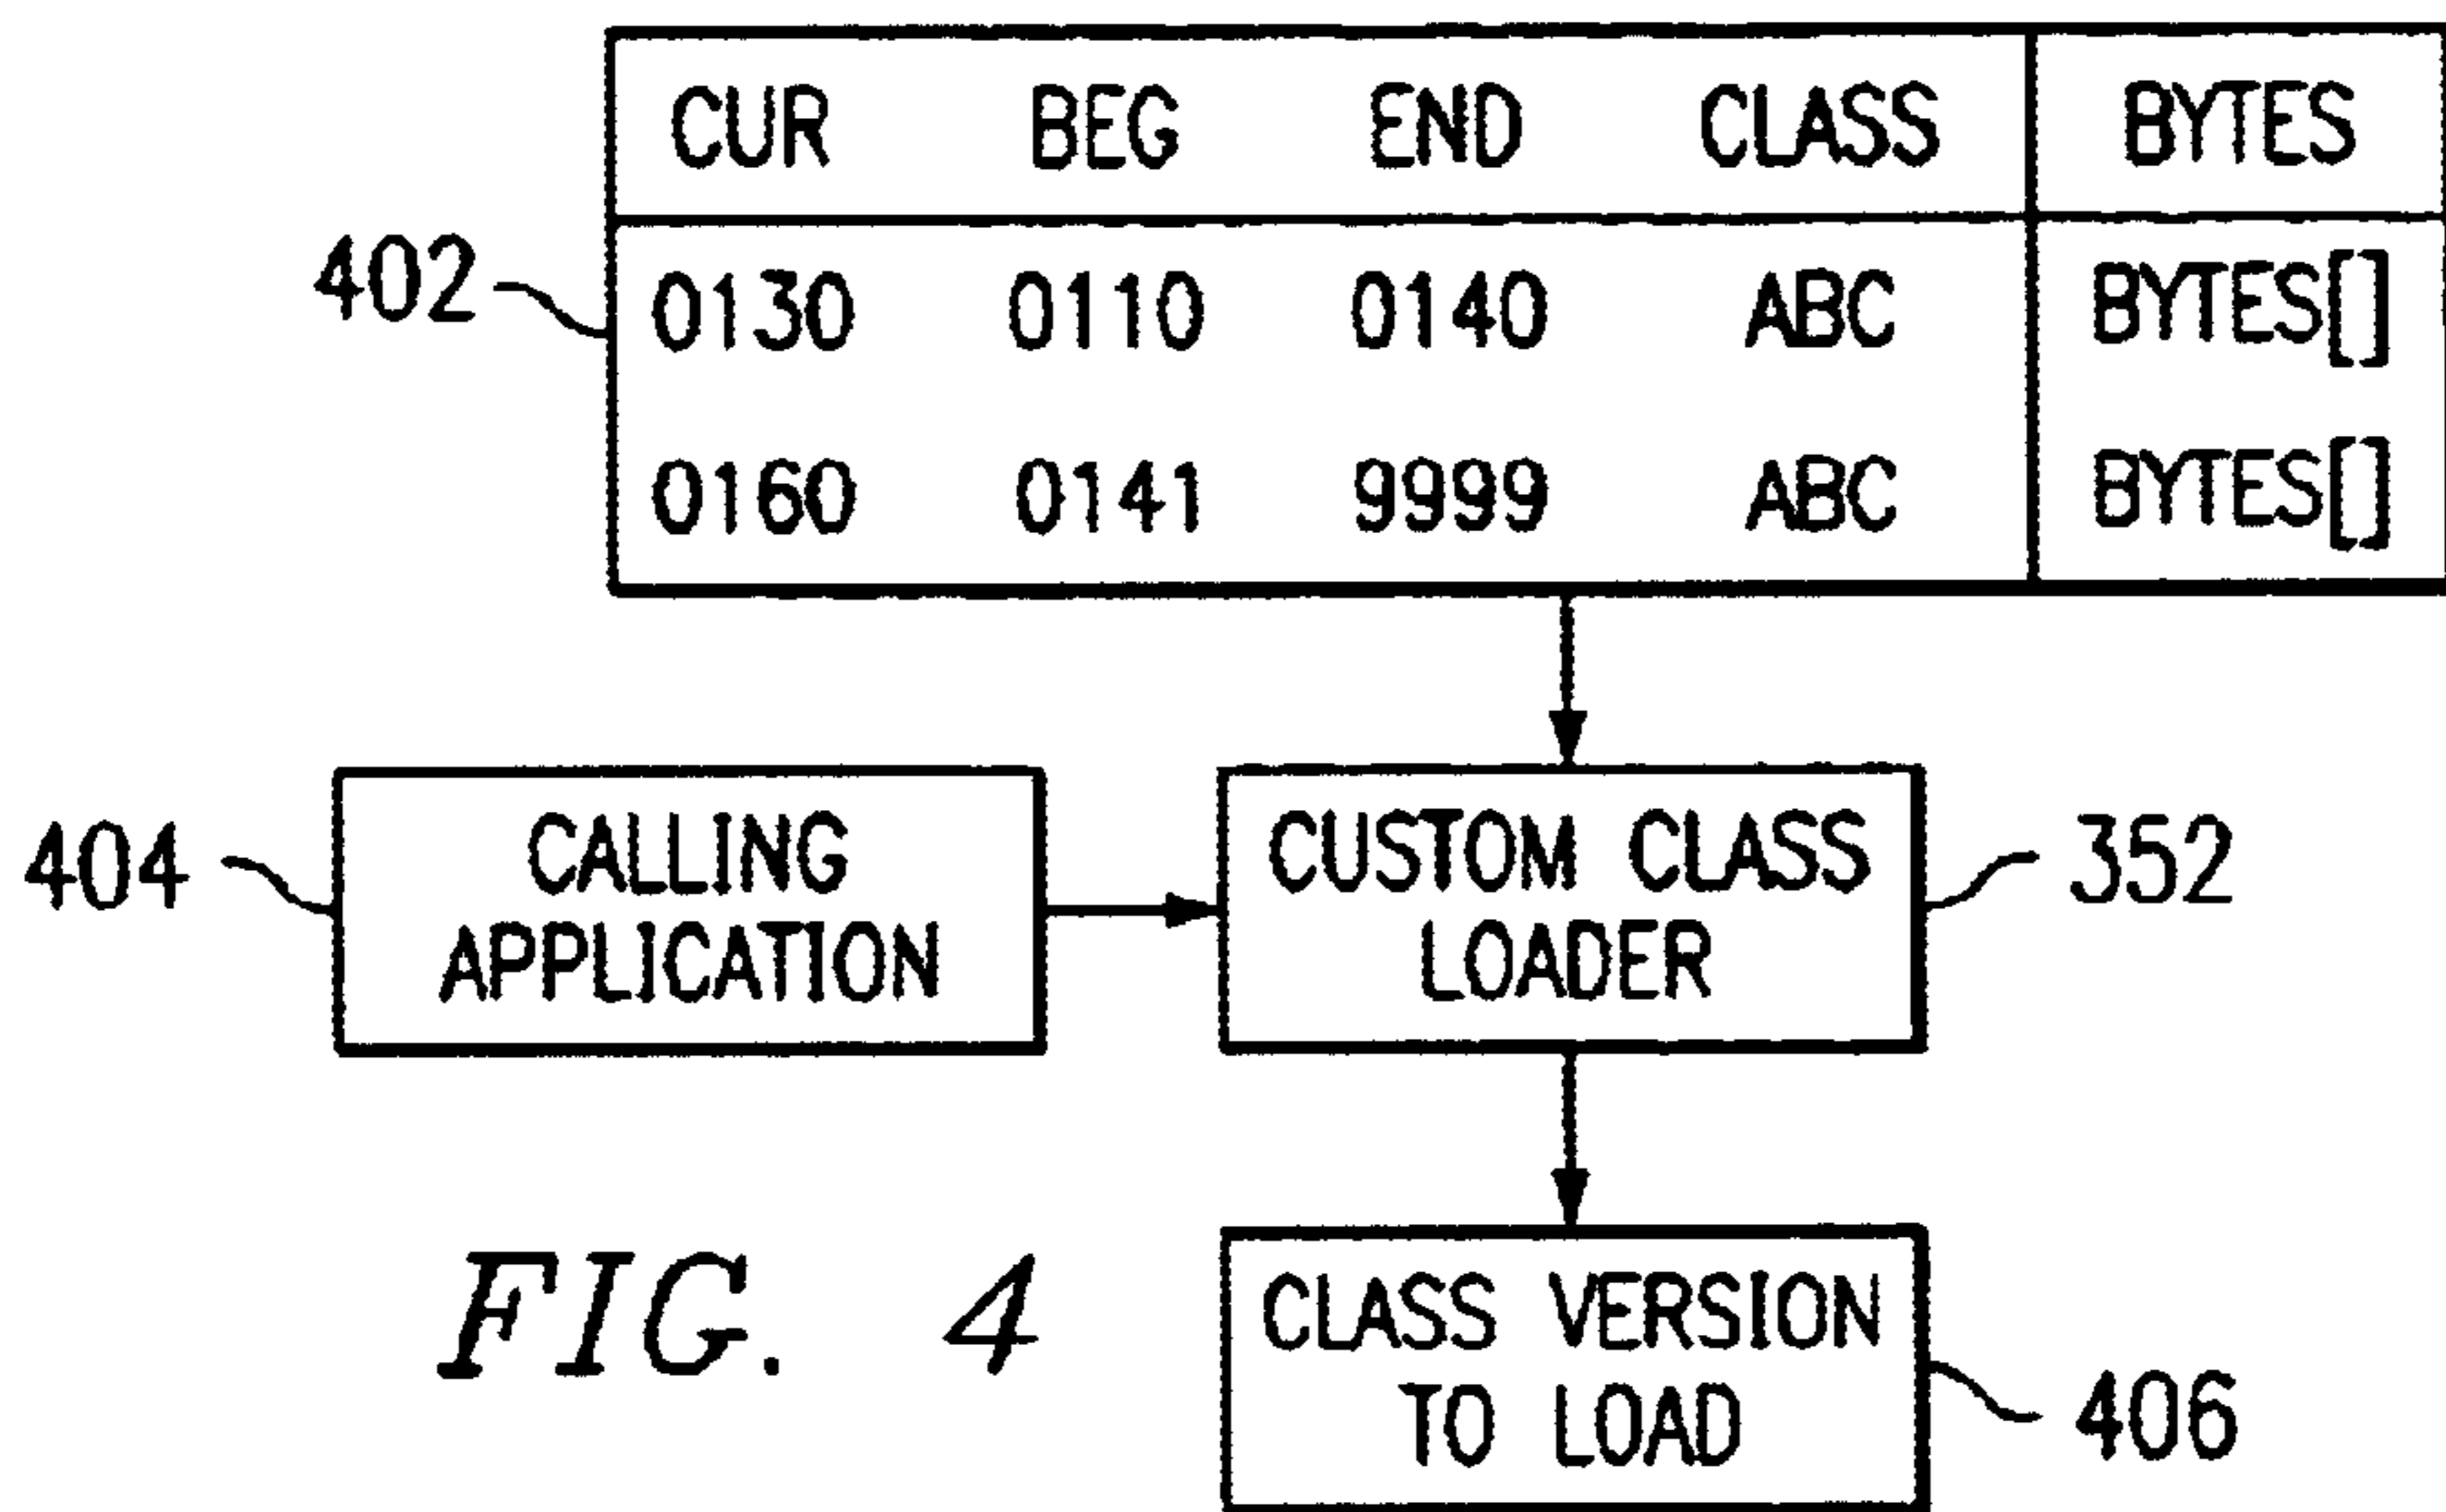 CUR BEG END CLASS BYTES
402 0130 0110 0140 ABC BYTES[]
0160 0141 9999 ABC BYTES[]
404 CALLING
APPLICATION
CUSTOM CLASS
LOADER
352
FIG. 4
CLASS VERSION
TO LOAD
406